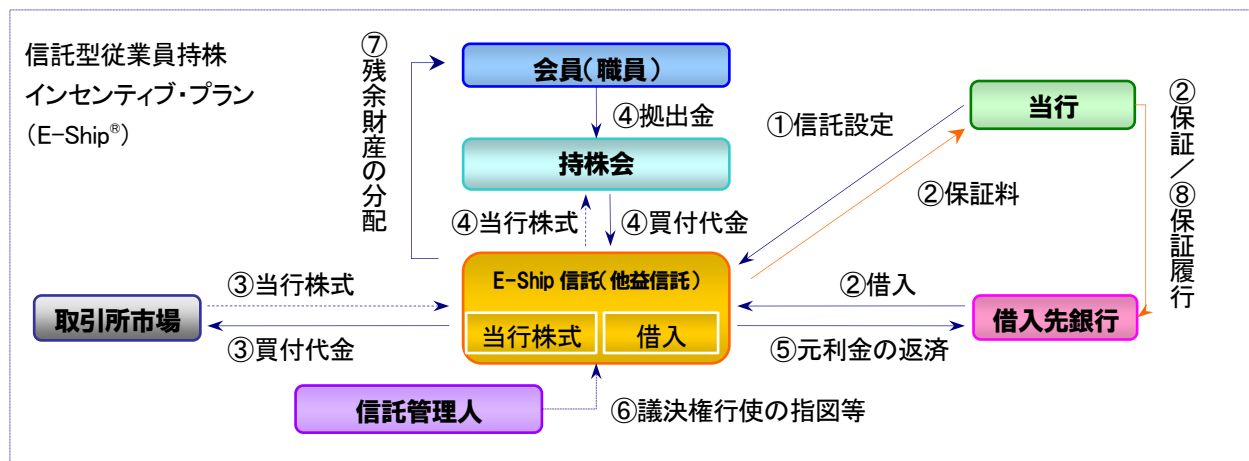 信託型従業員持株
インセンティブ・プラン
（E-Ship®）
⑦残余財産の分配
会員（職員）
④拠出金
持株会
④当行株式
④買付代金
①信託設定
当行
②保証料
②保証／⑧保証履行
E-Ship 信託（他益信託）
当行株式
借入
③当行株式
取引所市場
③買付代金
②借入
借入先銀行
⑤元利金の返済
信託管理人
⑥議決権行使の指図等